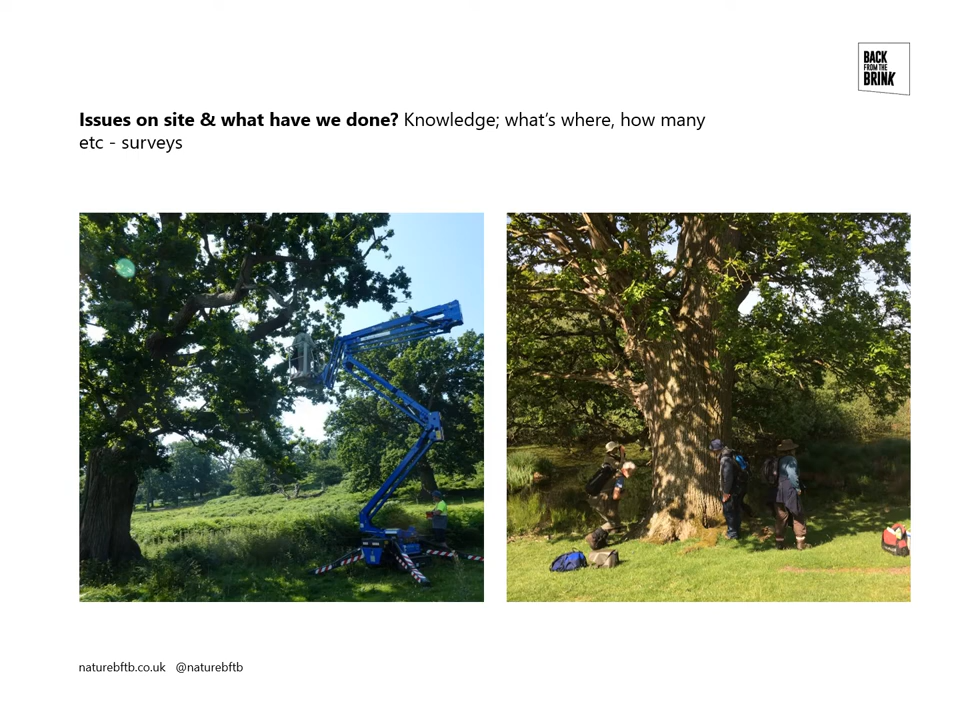 BACK
FROM THE
BRINK
Issues on site & what have we done? Knowledge; what’s where, how many
etc - surveys
naturebftb.co.uk @naturebftb